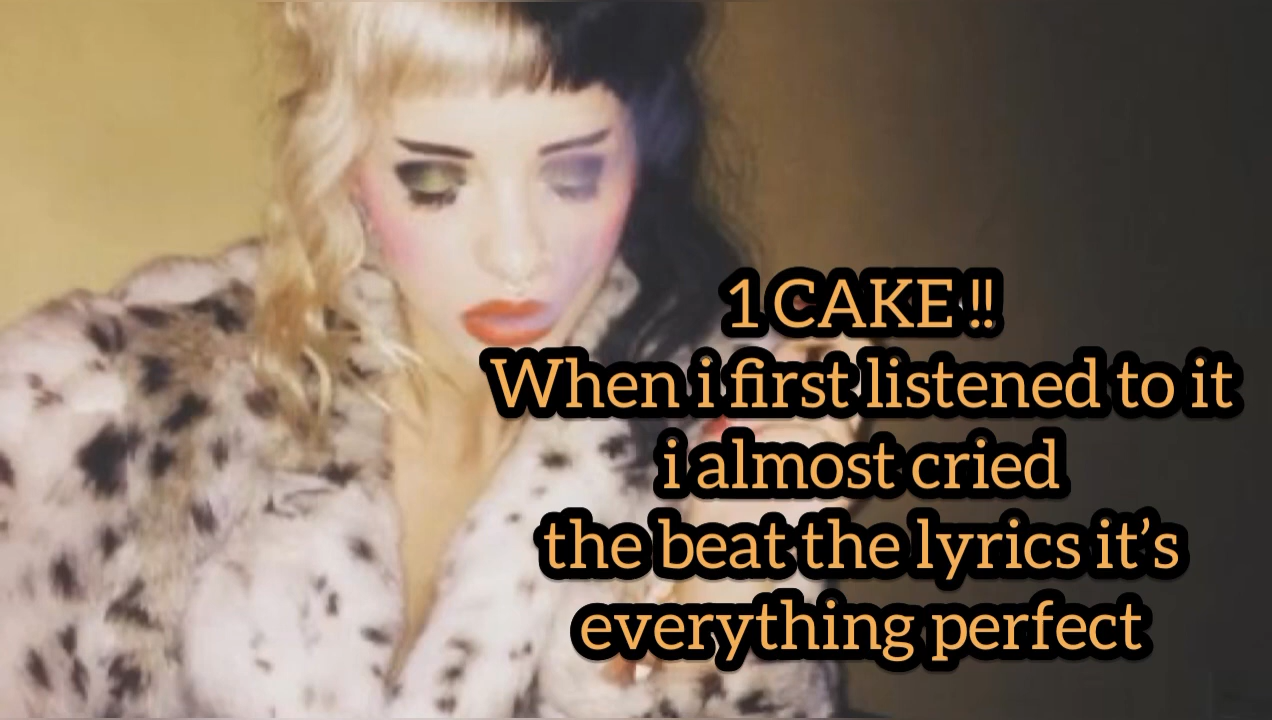 1 CAKE !!
When i first listened to it
i almost cried
the beat the lyrics it's
everything perfect